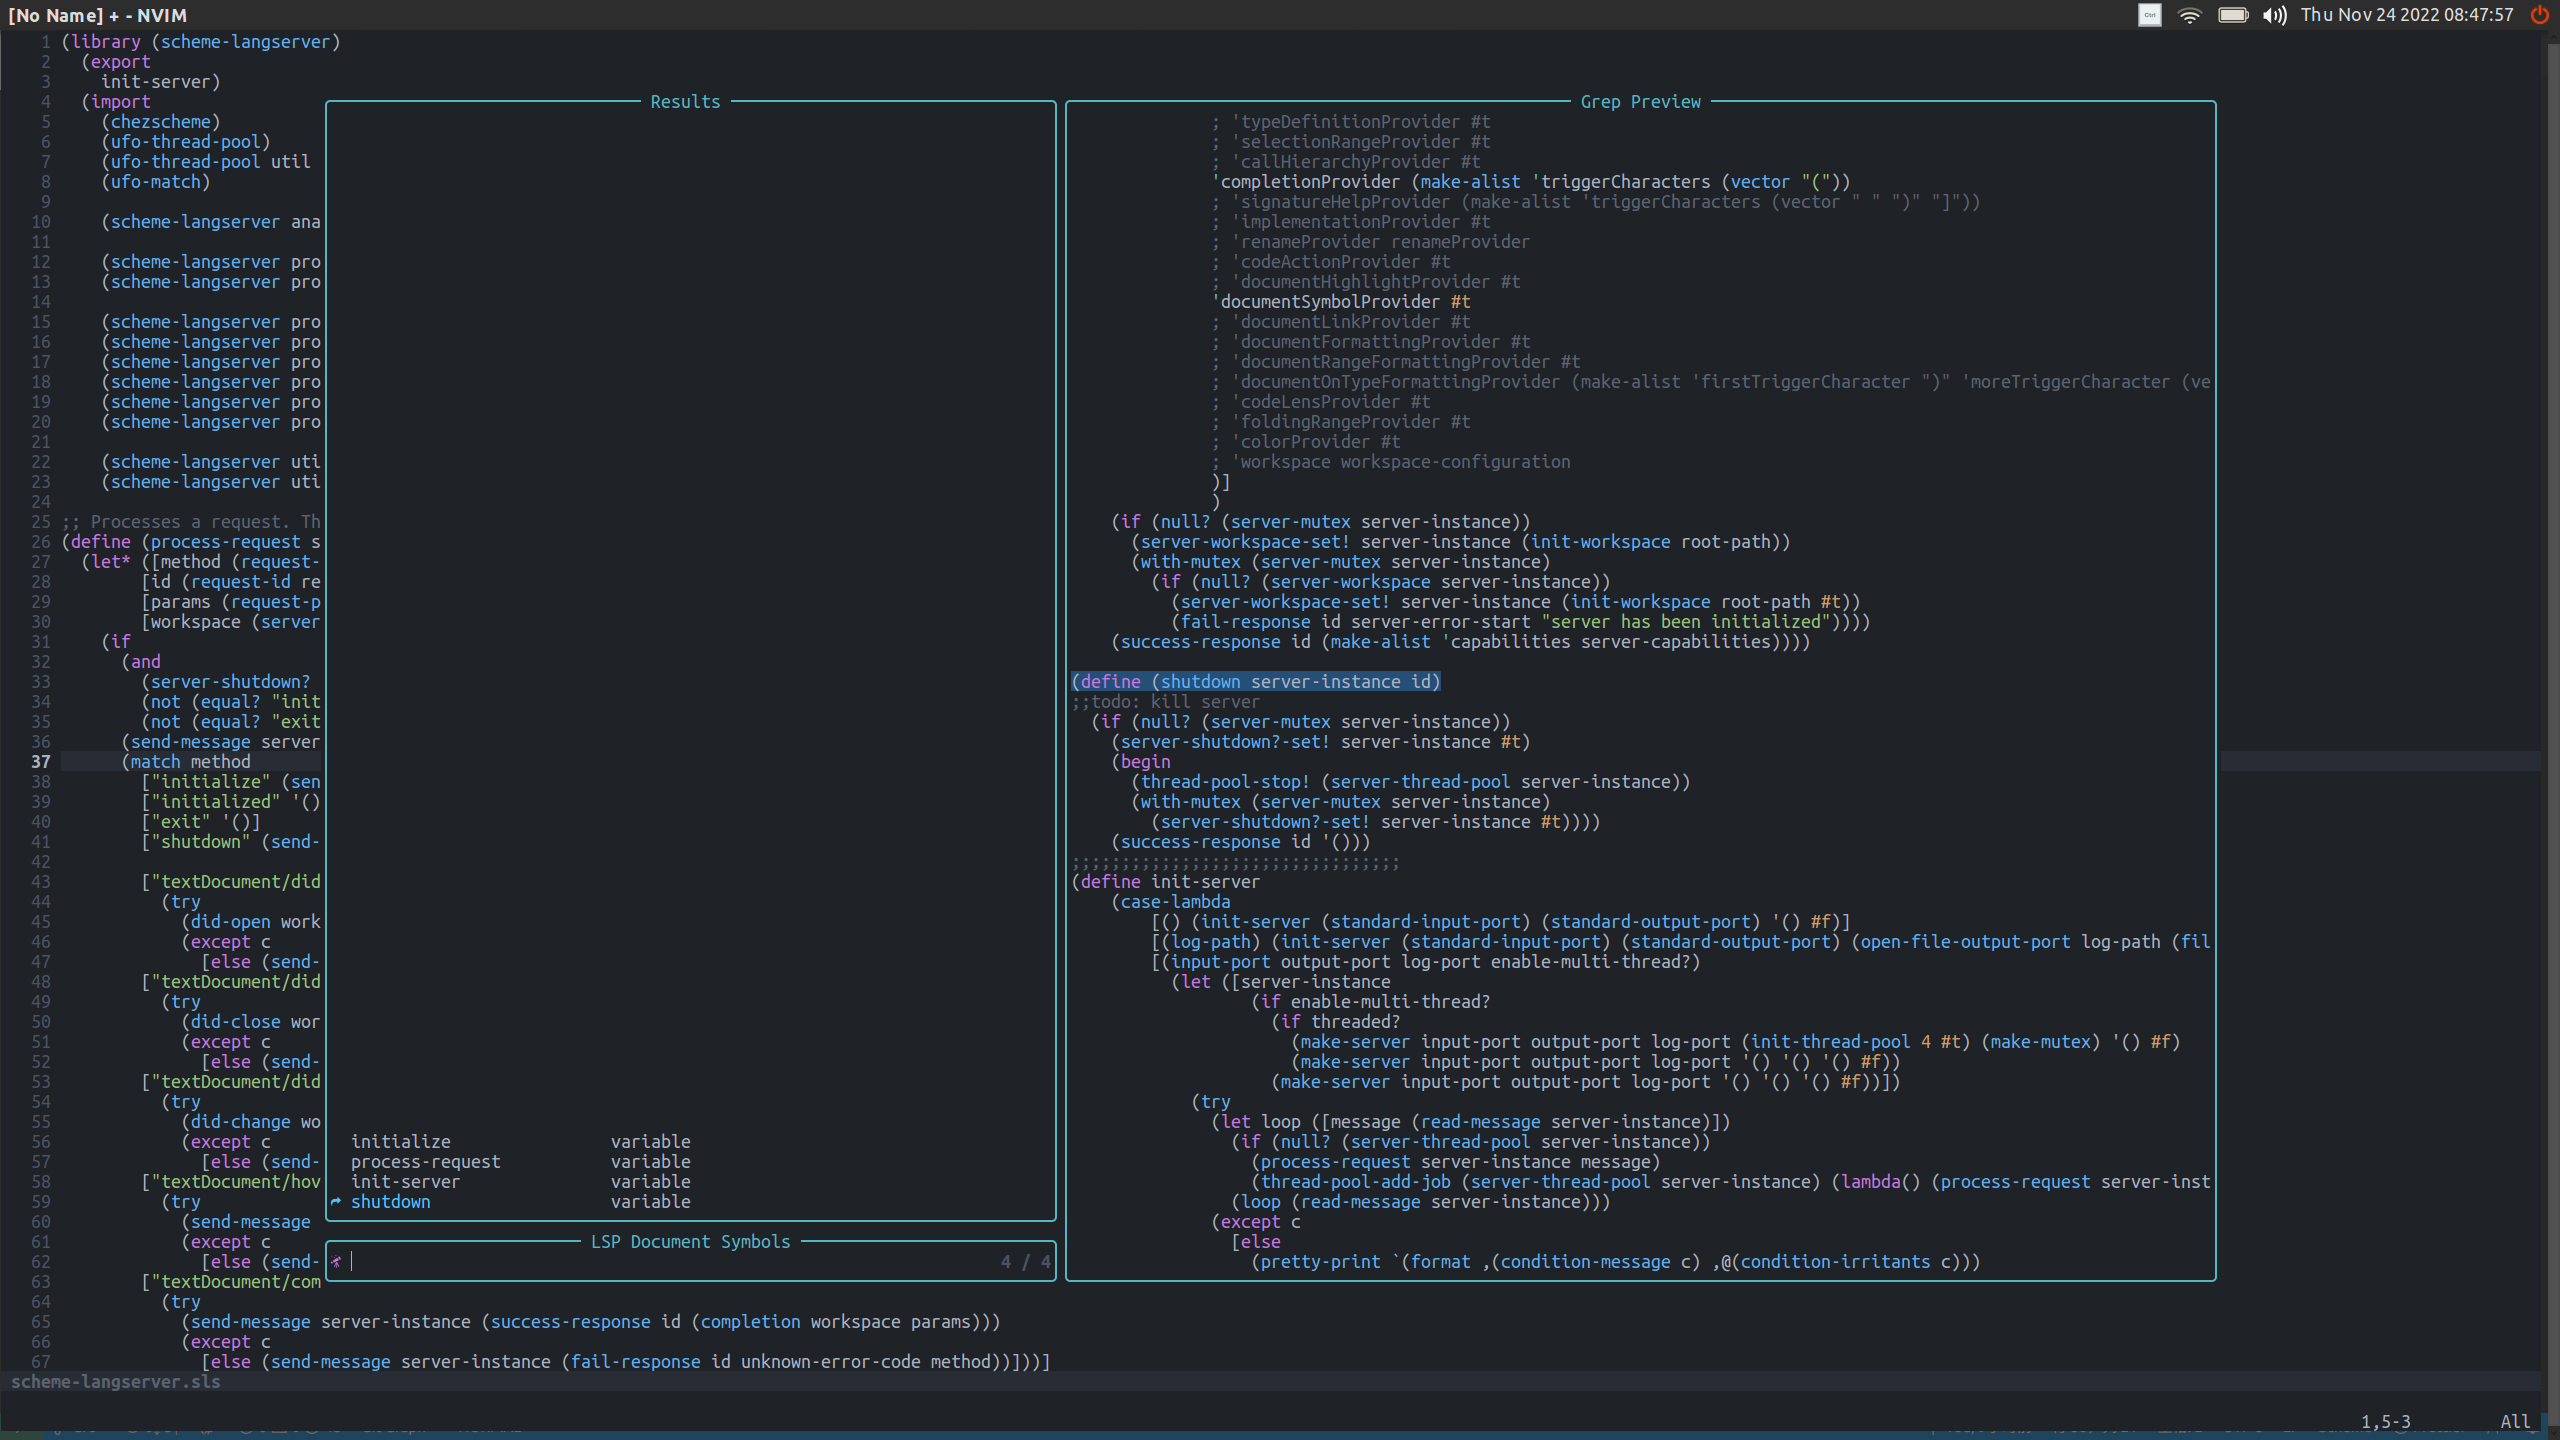 [No Name] + - NVIM
Ctrl
Thu Nov 24 2022 08:47:57
1 (library (scheme-langserver)
2   (export
3     init-server)
4   (import
5     (chezscheme)
6     (ufo-thread-pool)
7     (ufo-thread-pool util
8     (ufo-match)
9
10     (scheme-langserver ana
11
12     (scheme-langserver pro
13     (scheme-langserver pro
14
15     (scheme-langserver pro
16     (scheme-langserver pro
17     (scheme-langserver pro
18     (scheme-langserver pro
19     (scheme-langserver pro
20     (scheme-langserver pro
21
22     (scheme-langserver uti
23     (scheme-langserver uti
24
25 ;; Processes a request. Th
26 (define (process-request s
27   (let* ([method (request-
28         [id (request-id re
29         [params (request-p
30         [workspace (server
31     (if
32       (and
33         (server-shutdown?
34         (not (equal? "init
35         (not (equal? "exit
36       (send-message server
37       (match method
38         ["initialize" (sen
39         ["initialized" '()
40         ["exit" '()]
41         ["shutdown" (send-
42
43         ["textDocument/did
44           (try
45             (did-open work
46             (except c
47               [else (send-
48         ["textDocument/did
49           (try
50             (did-close wor
51             (except c
52               [else (send-
53         ["textDocument/did
54           (try
55             (did-change wo
56             (except c
57               [else (send-
58         ["textDocument/hov
59           (try
60             (send-message
61             (except c
62               [else (send-
63         ["textDocument/com
64           (try
65             (send-message server-instance (success-response id (completion workspace params)))
66             (except c
67               [else (send-message server-instance (fail-response id unknown-error-code method))]))]
Results
initialize                variable
process-request           variable
init-server               variable
shutdown                  variable
LSP Document Symbols
4 / 4
Grep Preview
; 'typeDefinitionProvider #t
; 'selectionRangeProvider #t
; 'callHierarchyProvider #t
'completionProvider (make-alist 'triggerCharacters (vector "("))
; 'signatureHelpProvider (make-alist 'triggerCharacters (vector " " ")" "]"))
; 'implementationProvider #t
; 'renameProvider renameProvider
; 'codeActionProvider #t
; 'documentHighlightProvider #t
'documentSymbolProvider #t
; 'documentLinkProvider #t
; 'documentFormattingProvider #t
; 'documentRangeFormattingProvider #t
; 'documentOnTypeFormattingProvider (make-alist 'firstTriggerCharacter ")" 'moreTriggerCharacter (ve
; 'codeLensProvider #t
; 'foldingRangeProvider #t
; 'colorProvider #t
; 'workspace workspace-configuration
)]
)
    (if (null? (server-mutex server-instance))
      (server-workspace-set! server-instance (init-workspace root-path))
      (with-mutex (server-mutex server-instance)
        (if (null? (server-workspace server-instance))
          (server-workspace-set! server-instance (init-workspace root-path #t))
          (fail-response id server-error-start "server has been initialized"))))
    (success-response id (make-alist 'capabilities server-capabilities))))

(define (shutdown server-instance id)
;;todo: kill server
  (if (null? (server-mutex server-instance))
    (server-shutdown?-set! server-instance #t)
    (begin
      (thread-pool-stop! (server-thread-pool server-instance))
      (with-mutex (server-mutex server-instance)
        (server-shutdown?-set! server-instance #t))))
    (success-response id '()))
;;;;;;;;;;;;;;;;;;;;;;;;;;;;;;;;;
(define init-server
    (case-lambda
        [() (init-server (standard-input-port) (standard-output-port) '() #f)]
        [(log-path) (init-server (standard-input-port) (standard-output-port) (open-file-output-port log-path (fil
        [(input-port output-port log-port enable-multi-thread?)
          (let ([server-instance
                  (if enable-multi-thread?
                    (if threaded?
                      (make-server input-port output-port log-port (init-thread-pool 4 #t) (make-mutex) '() #f)
                      (make-server input-port output-port log-port '() '() '() #f))
                    (make-server input-port output-port log-port '() '() '() #f))])
            (try
              (let loop ([message (read-message server-instance)])
                (if (null? (server-thread-pool server-instance))
                  (process-request server-instance message)
                  (thread-pool-add-job (server-thread-pool server-instance) (lambda() (process-request server-inst
                (loop (read-message server-instance)))
              (except c
                [else
                  (pretty-print `(format ,(condition-message c) ,@(condition-irritants c)))
scheme-langserver.sls
1,5-3         All